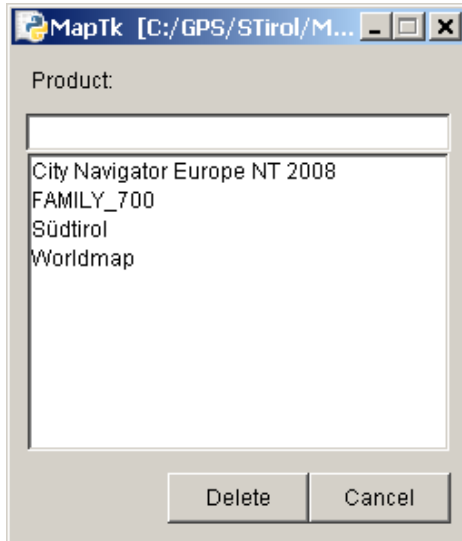 MapTk [C:/GPS/STirol/M...
Product:
City Navigator Europe NT 2008
FAMILY_700
Südtirol
Worldmap
Delete Cancel